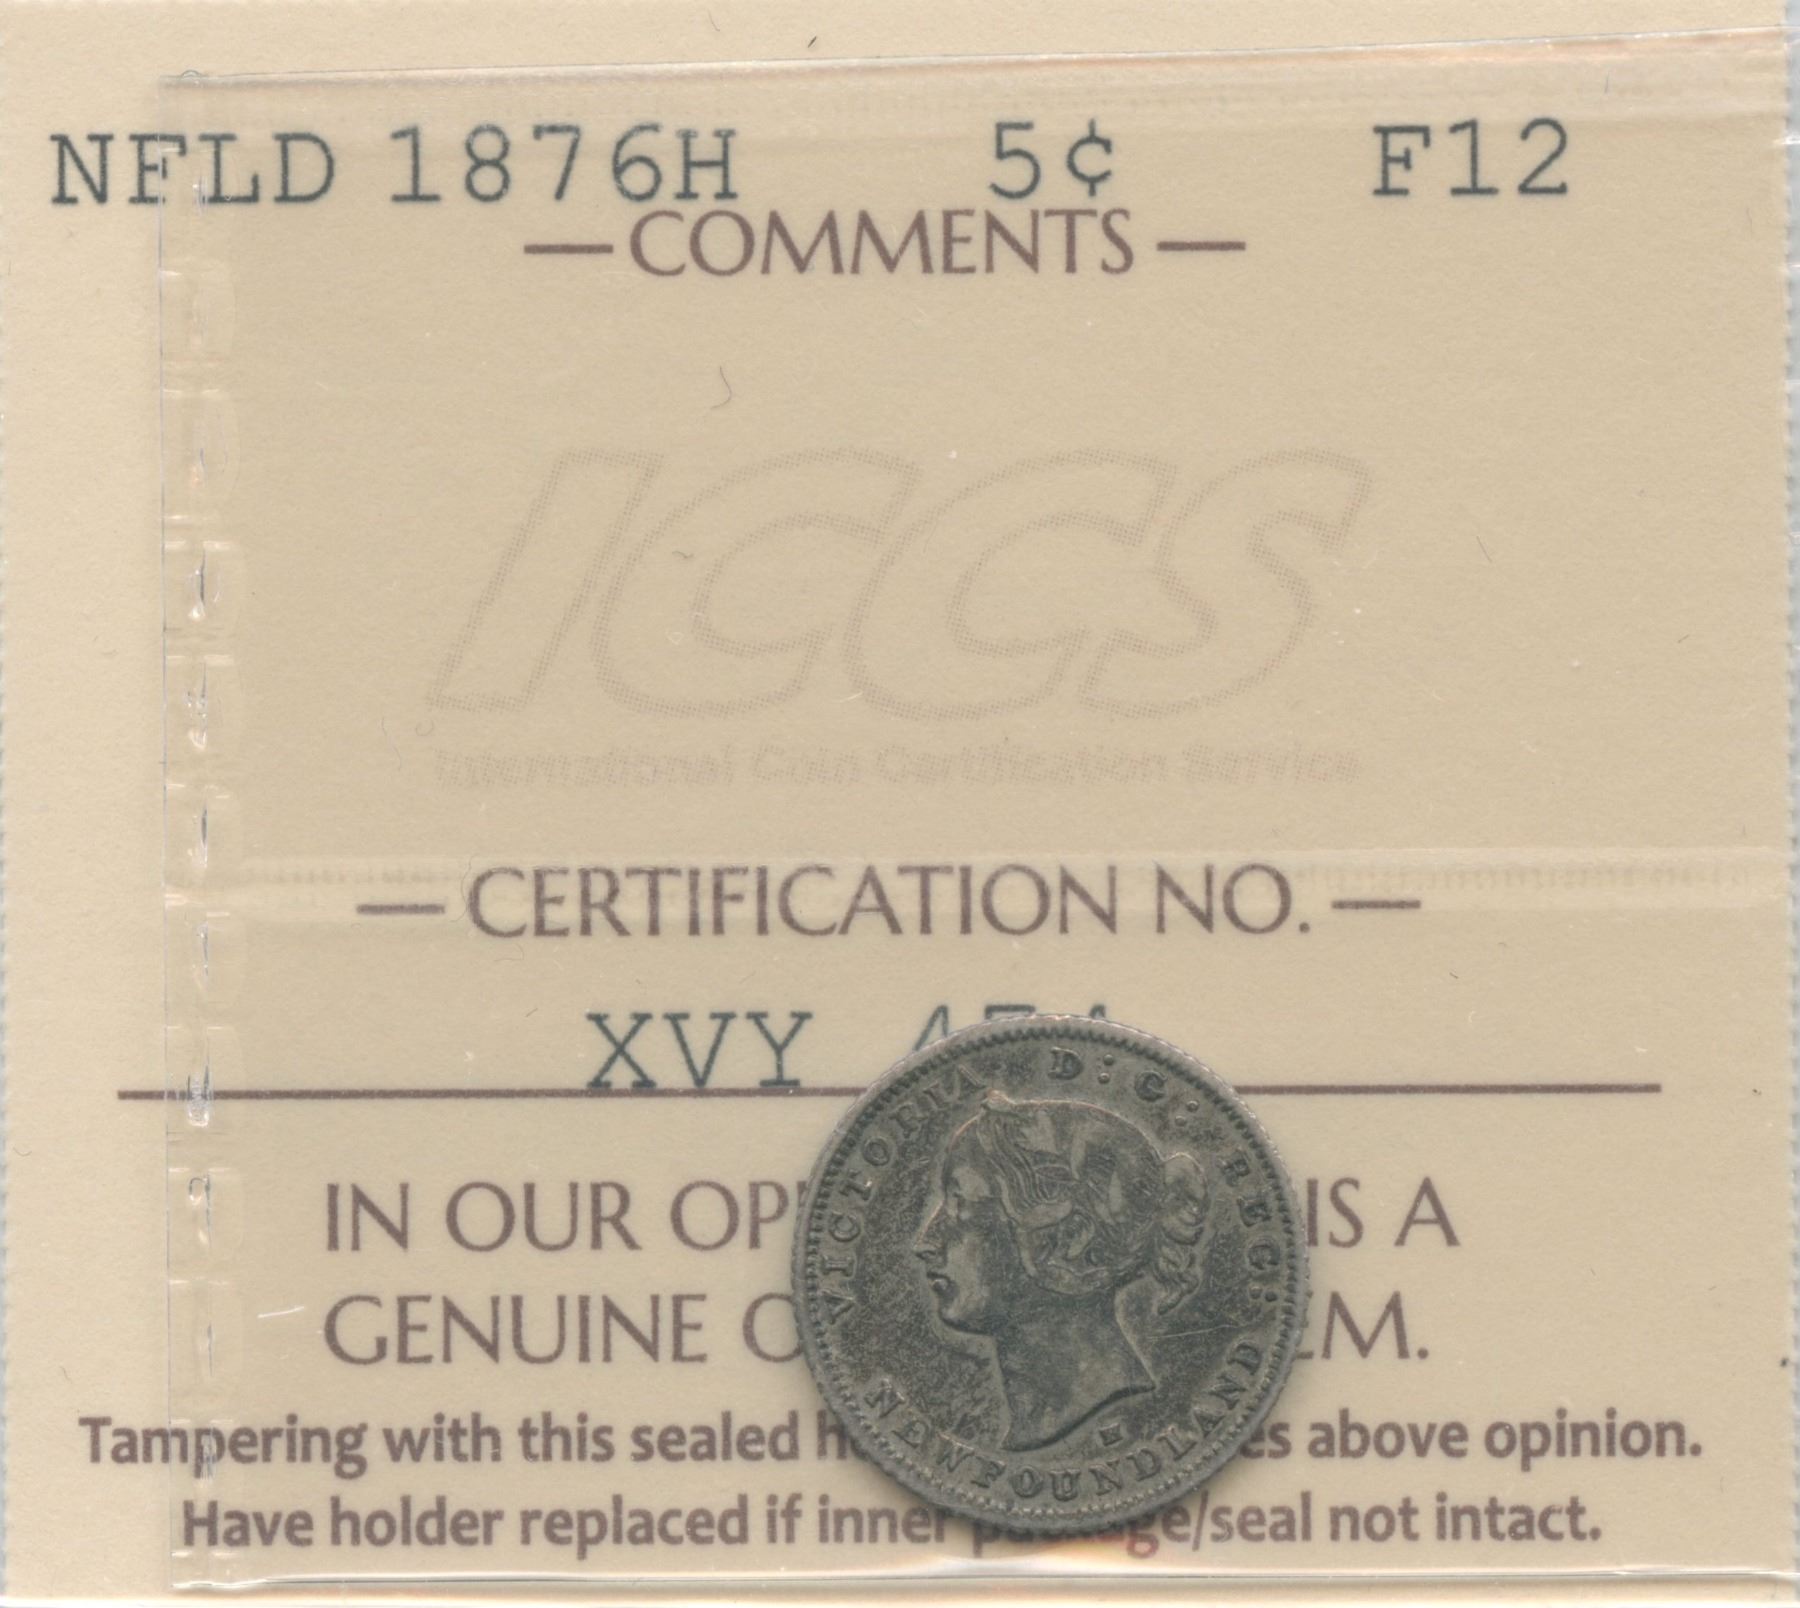 NFLD 1876H 5¢ F12
— COMMENTS —
ICCS
International Coin Certification Service
— CERTIFICATION NO. —
XVY
IN OUR OP IS A
GENUINE
Tampering with this sealed above opinion.
Have holder replaced if inner /seal not intact.
VICTORIA D: G: REG:
NEWFOUNDLAND
H